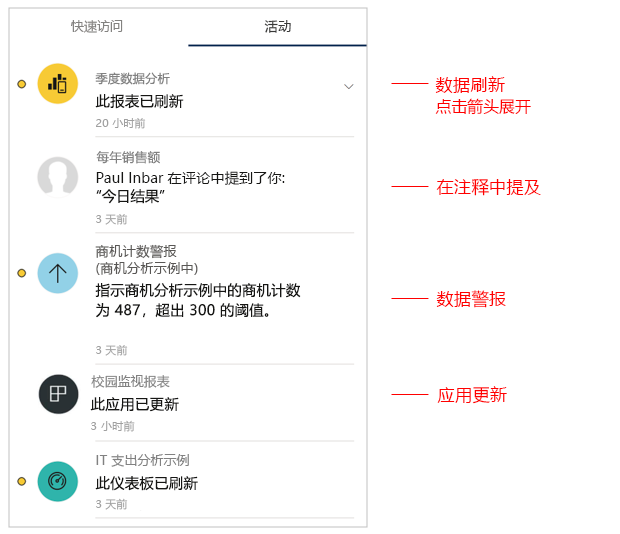 快速访问
活动
季度数据分析
此报表已刷新
20 小时前
数据刷新
点击箭头展开
每年销售额
Paul Inbar 在评论中提到了你:
“今日结果”
3 天前
在注释中提及
商机计数警报
(商机分析示例中)
指示商机分析示例中的商机计数
为 487，超出 300 的阈值。
3 天前
数据警报
校园监视报表
此应用已更新
3 小时前
应用更新
IT 支出分析示例
此仪表板已刷新
3 天前